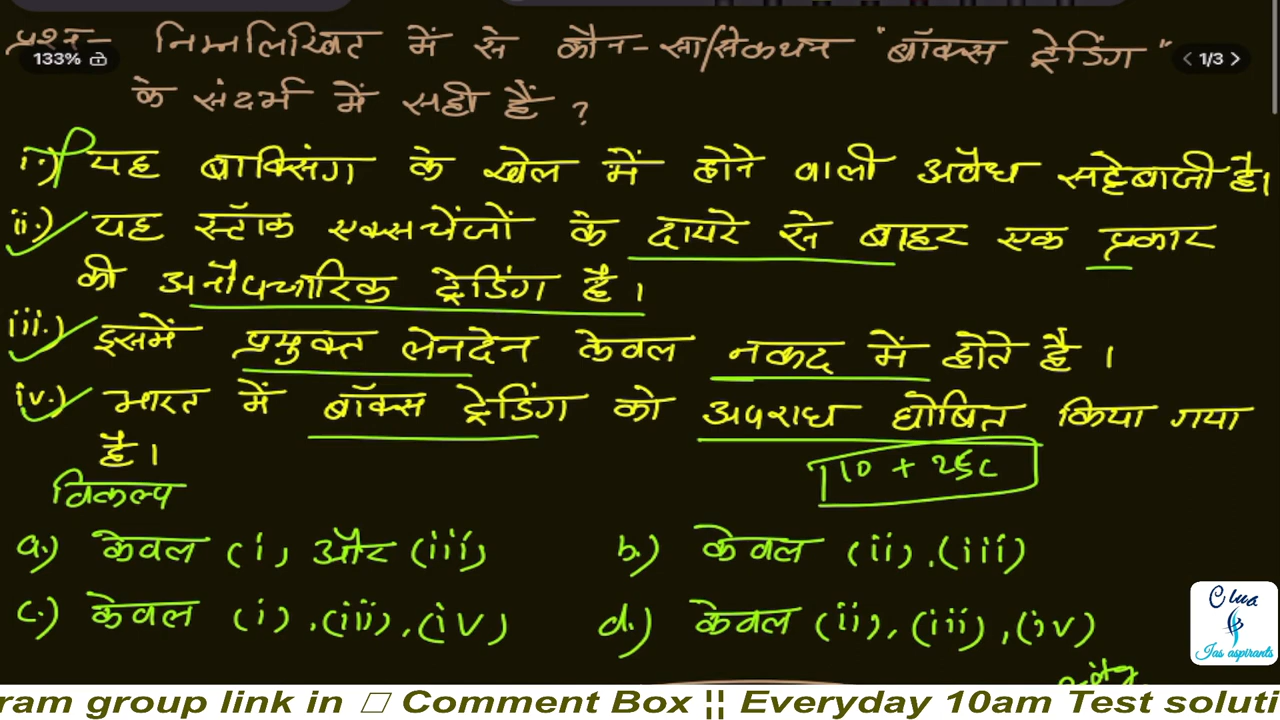 प्रश्न- निम्नलिखित में से कौन-सा/सेकथन "बॉक्स ट्रेडिंग"
133%
1/3
के संदर्भ में सही हैं ?
i.) यह बाक्सिंग के खेल में होने वाली अवैध सट्टेबाजी है।
ii.) यह स्टॉक एक्सचेंजों के दायरे से बाहर एक प्रकार
की अनौपचारिक ट्रेडिंग है।
iii.) इसमें प्रयुक्त लेनदेन केवल नकद में होते है।
iv.) भारत में बॉक्स ट्रेडिंग को अपराध घोषित किया गया
है।
10 + 25L
विकल्प
a.) केवल (i) और (iii)
b.) केवल (ii), (iii)
c.) केवल (i), (iii), (iv)
d.) केवल (ii), (iii), (iv)
Clue
Ias aspirants
ram group link in Comment Box ¦¦ Everyday 10am Test soluti